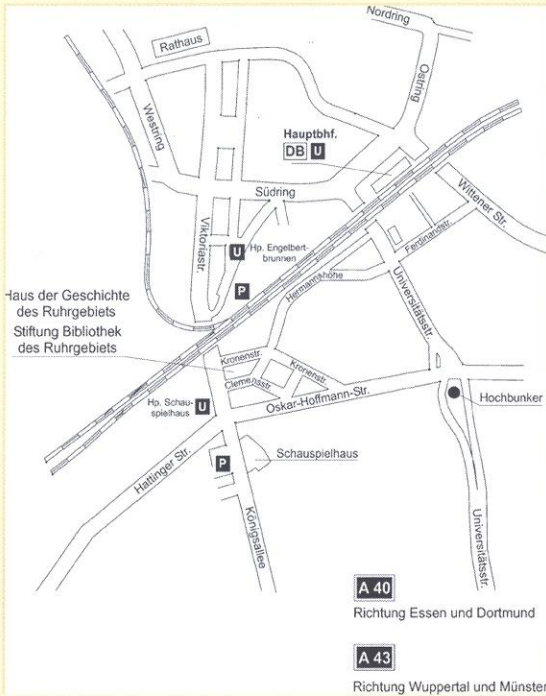 Nordring
Rathaus
Ostring
Westring
Hauptbhf.
DB U
Südring
Wittener Str.
Viktoriastr.
U Hp. Engelbert-
brunnen
Ferdinandstr.
P
Hermannshöhe
Universitätsstr.
Haus der Geschichte
des Ruhrgebiets
Stiftung Bibliothek
des Ruhrgebiets
Kronenstr.
Kronenstr.
Clemensstr.
Hp. Schau-
spielhaus
U
Oskar-Hoffmann-Str.
Hochbunker
Schauspielhaus
P
Hattinger Str.
Königsallee
Universitätsstr.
A 40
Richtung Essen und Dortmund
A 43
Richtung Wuppertal und Münster